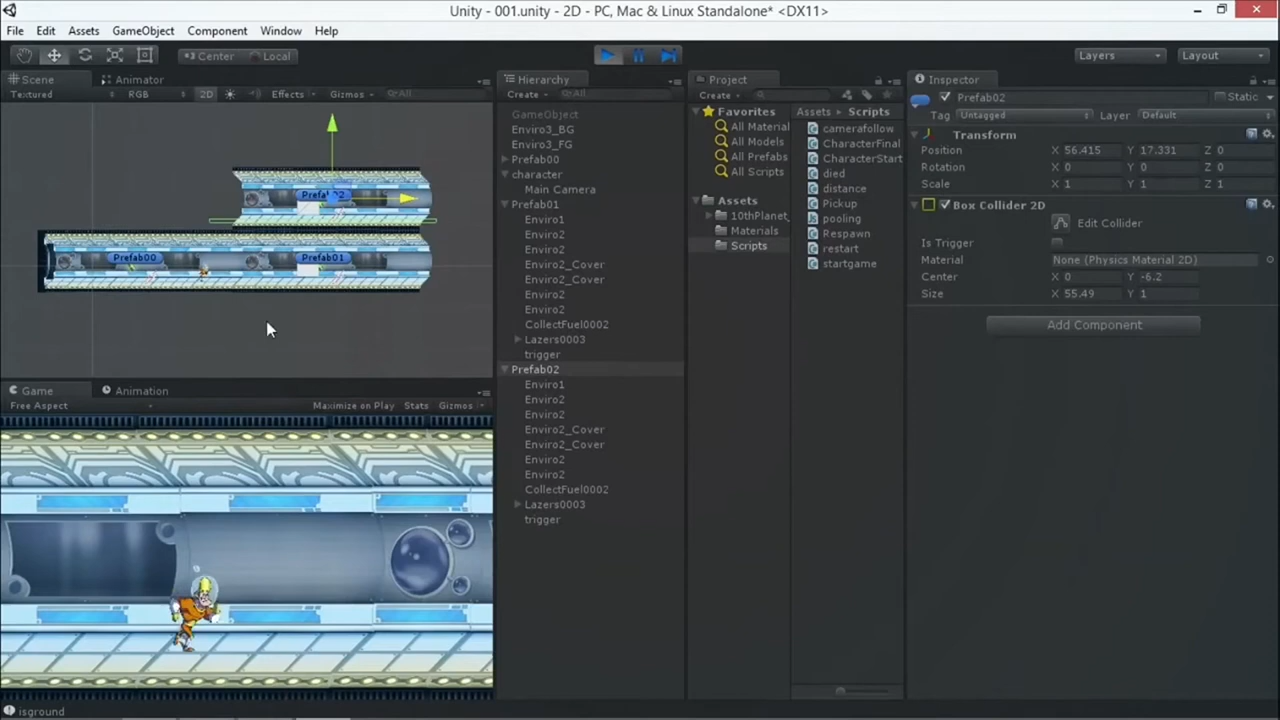 Unity - 001.unity - 2D - PC, Mac & Linux Standalone* <DX11>
File Edit Assets GameObject Component Window Help
Center Local Layers Layout
Scene Animator
Textured RGB 2D Effects Gizmos All
Prefab02
Prefab00 Prefab01
Game Animation
Free Aspect Maximize on Play Stats Gizmos
isground
Hierarchy
Create All
GameObject
Enviro3_BG
Enviro3_FG
Prefab00
character
Main Camera
Prefab01
Enviro1
Enviro2
Enviro2
Enviro2_Cover
Enviro2_Cover
Enviro2
Enviro2
CollectFuel0002
Lazers0003
trigger
Prefab02
Enviro1
Enviro2
Enviro2
Enviro2_Cover
Enviro2_Cover
Enviro2
Enviro2
CollectFuel0002
Lazers0003
trigger
Project
Create
Favorites
All Material
All Models
All Prefabs
All Scripts
Assets
10thPlanet_
Materials
Scripts
Assets Scripts
camerafollow
CharacterFinal
CharacterStart
died
distance
Pickup
pooling
Respawn
restart
startgame
Inspector
Prefab02 Static
Tag Untagged Layer Default
Transform
Position X 56.415 Y 17.331 Z 0
Rotation X 0 Y 0 Z 0
Scale X 1 Y 1 Z 1
Box Collider 2D
Edit Collider
Is Trigger
Material None (Physics Material 2D)
Center X 0 Y -6.2
Size X 55.49 Y 1
Add Component